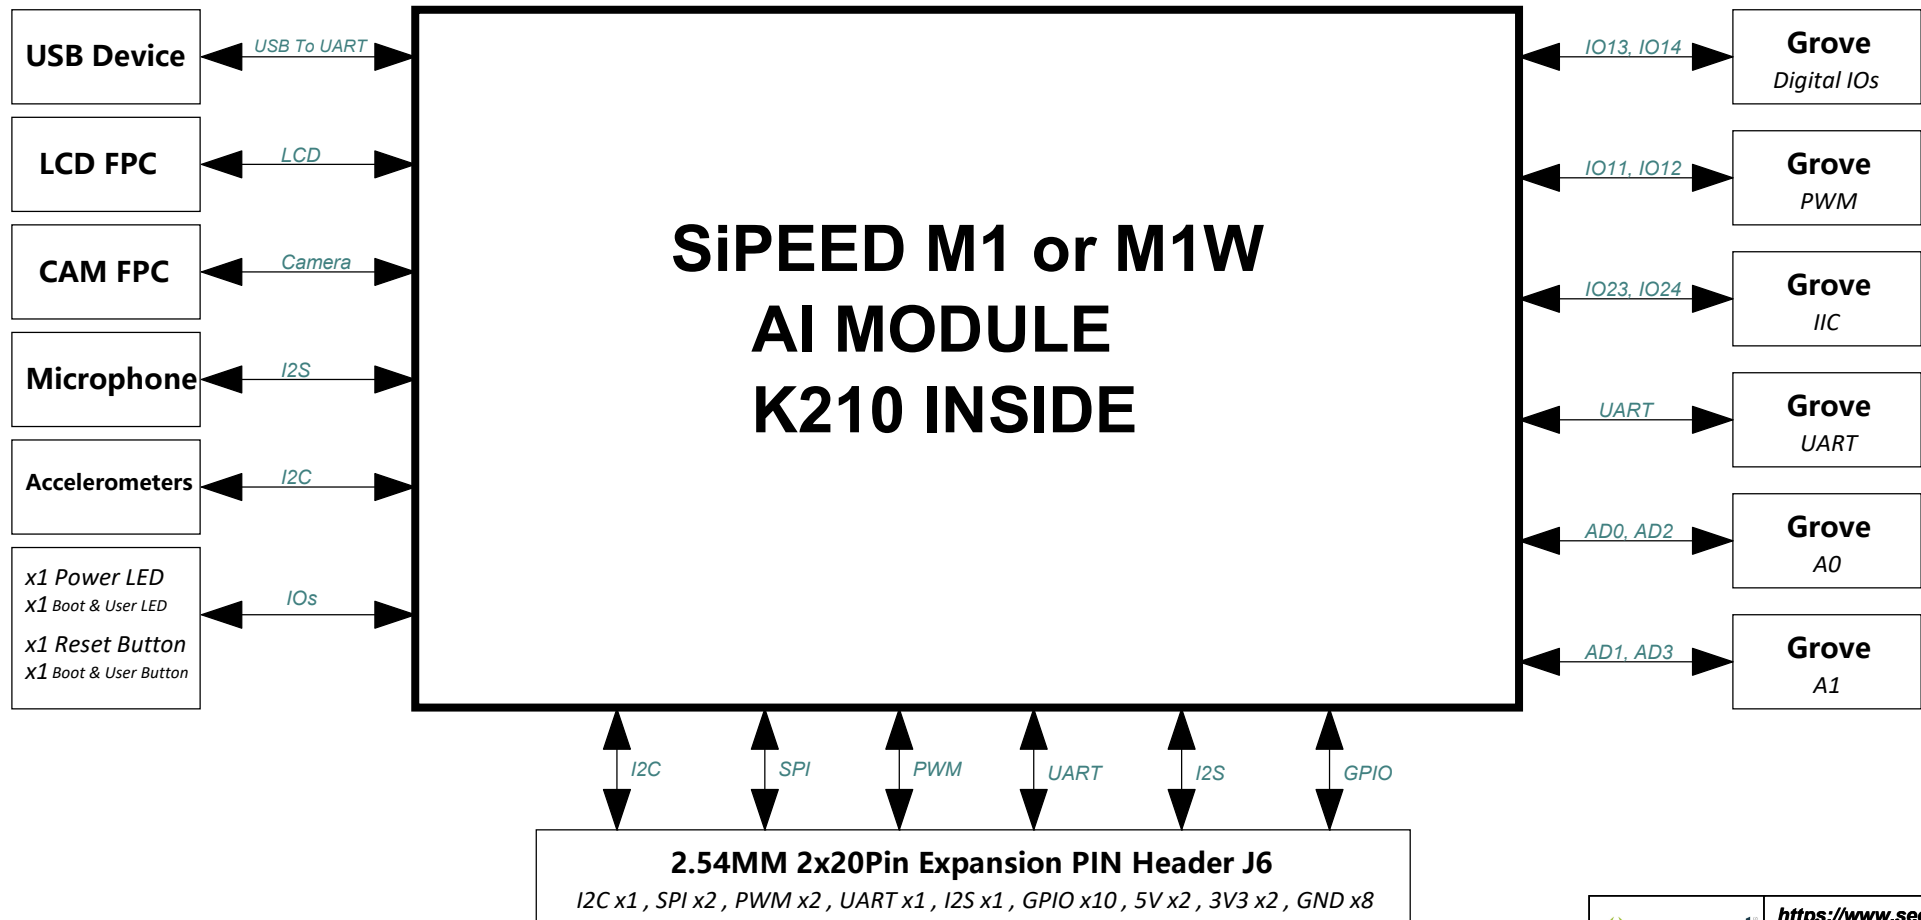 USB Device
USB To UART
LCD FPC
LCD
CAM FPC
Camera
Microphone
I2S
Accelerometers
I2C
x1 Power LED
x1 Boot & User LED
x1 Reset Button
x1 Boot & User Button
IOs
SiPEED M1 or M1W
AI MODULE
K210 INSIDE
IO13, IO14
Grove
Digital IOs
IO11, IO12
Grove
PWM
IO23, IO24
Grove
IIC
UART
Grove
UART
AD0, AD2
Grove
A0
AD1, AD3
Grove
A1
I2C
SPI
PWM
UART
I2S
GPIO
2.54MM 2x20Pin Expansion PIN Header J6
I2C x1 , SPI x2 , PWM x2 , UART x1 , I2S x1 , GPIO x10 , 5V x2 , 3V3 x2 , GND x8